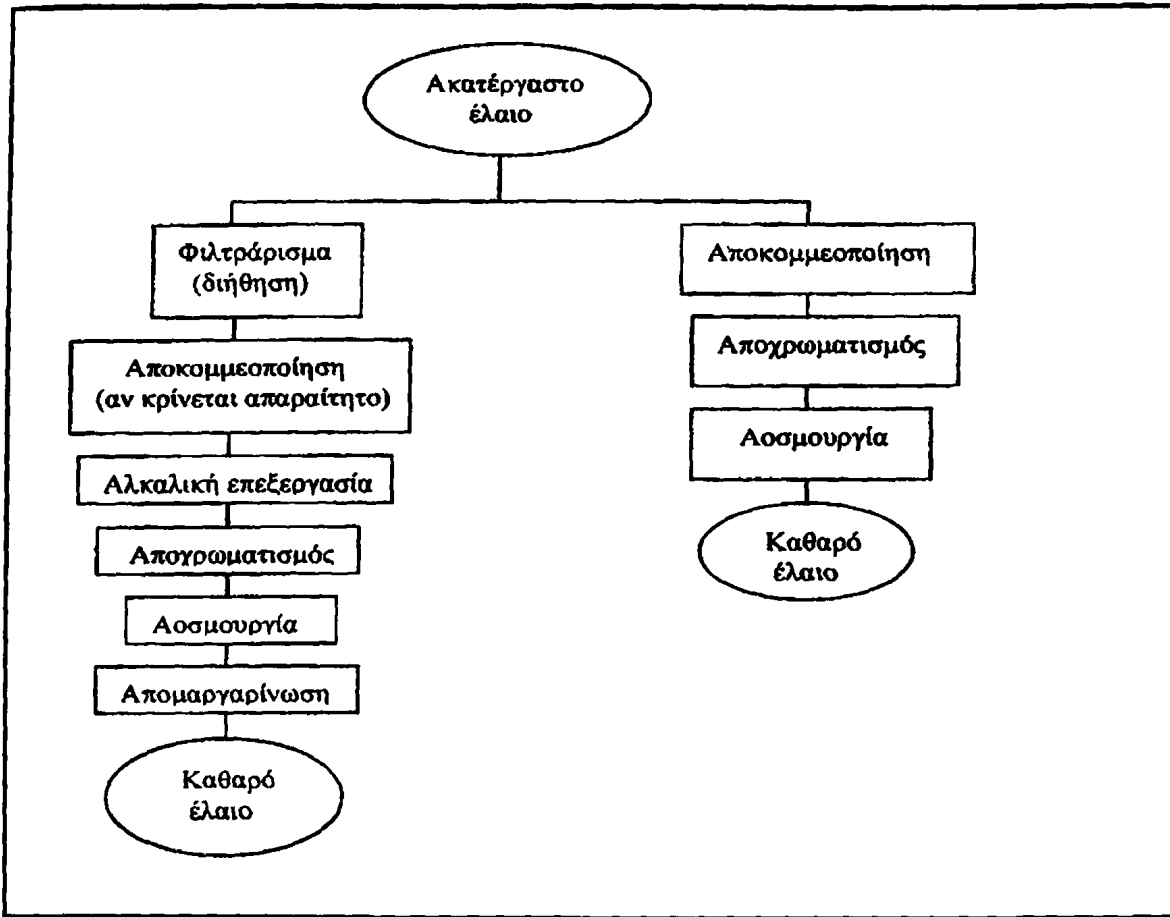 Ακατέργαστο
έλαιο
Φιλτράρισμα
(διήθηση)
Αποκομμεοποίηση
(αν κρίνεται απαραίτητο)
Αλκαλική επεξεργασία
Αποχρωματισμός
Αοσμουργία
Απομαργαρίνωση
Καθαρό
έλαιο
Αποκομμεοποίηση
Αποχρωματισμός
Αοσμουργία
Καθαρό
έλαιο